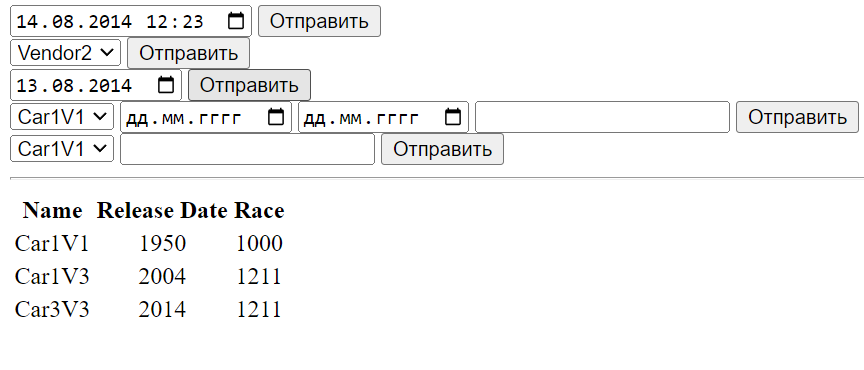 14.08.2014 12:23 Отправить
Vendor2 Отправить
13.08.2014 Отправить
Car1V1 дд.мм.гггг дд.мм.гггг Отправить
Car1V1 Отправить
Name Release Date Race
Car1V1 1950 1000
Car1V3 2004 1211
Car3V3 2014 1211